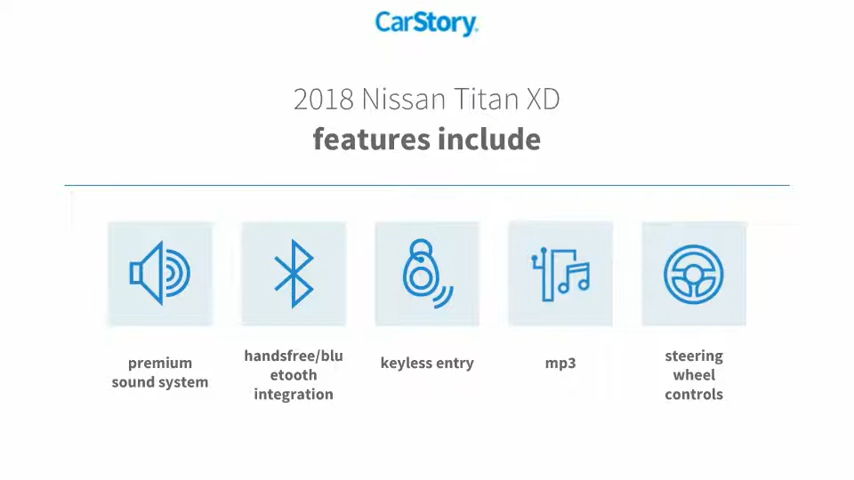 CarStory.
2018 Nissan Titan XD
features include
premium
sound system
handsfree/blu
etooth
integration
keyless entry
mp3
steering
wheel
controls